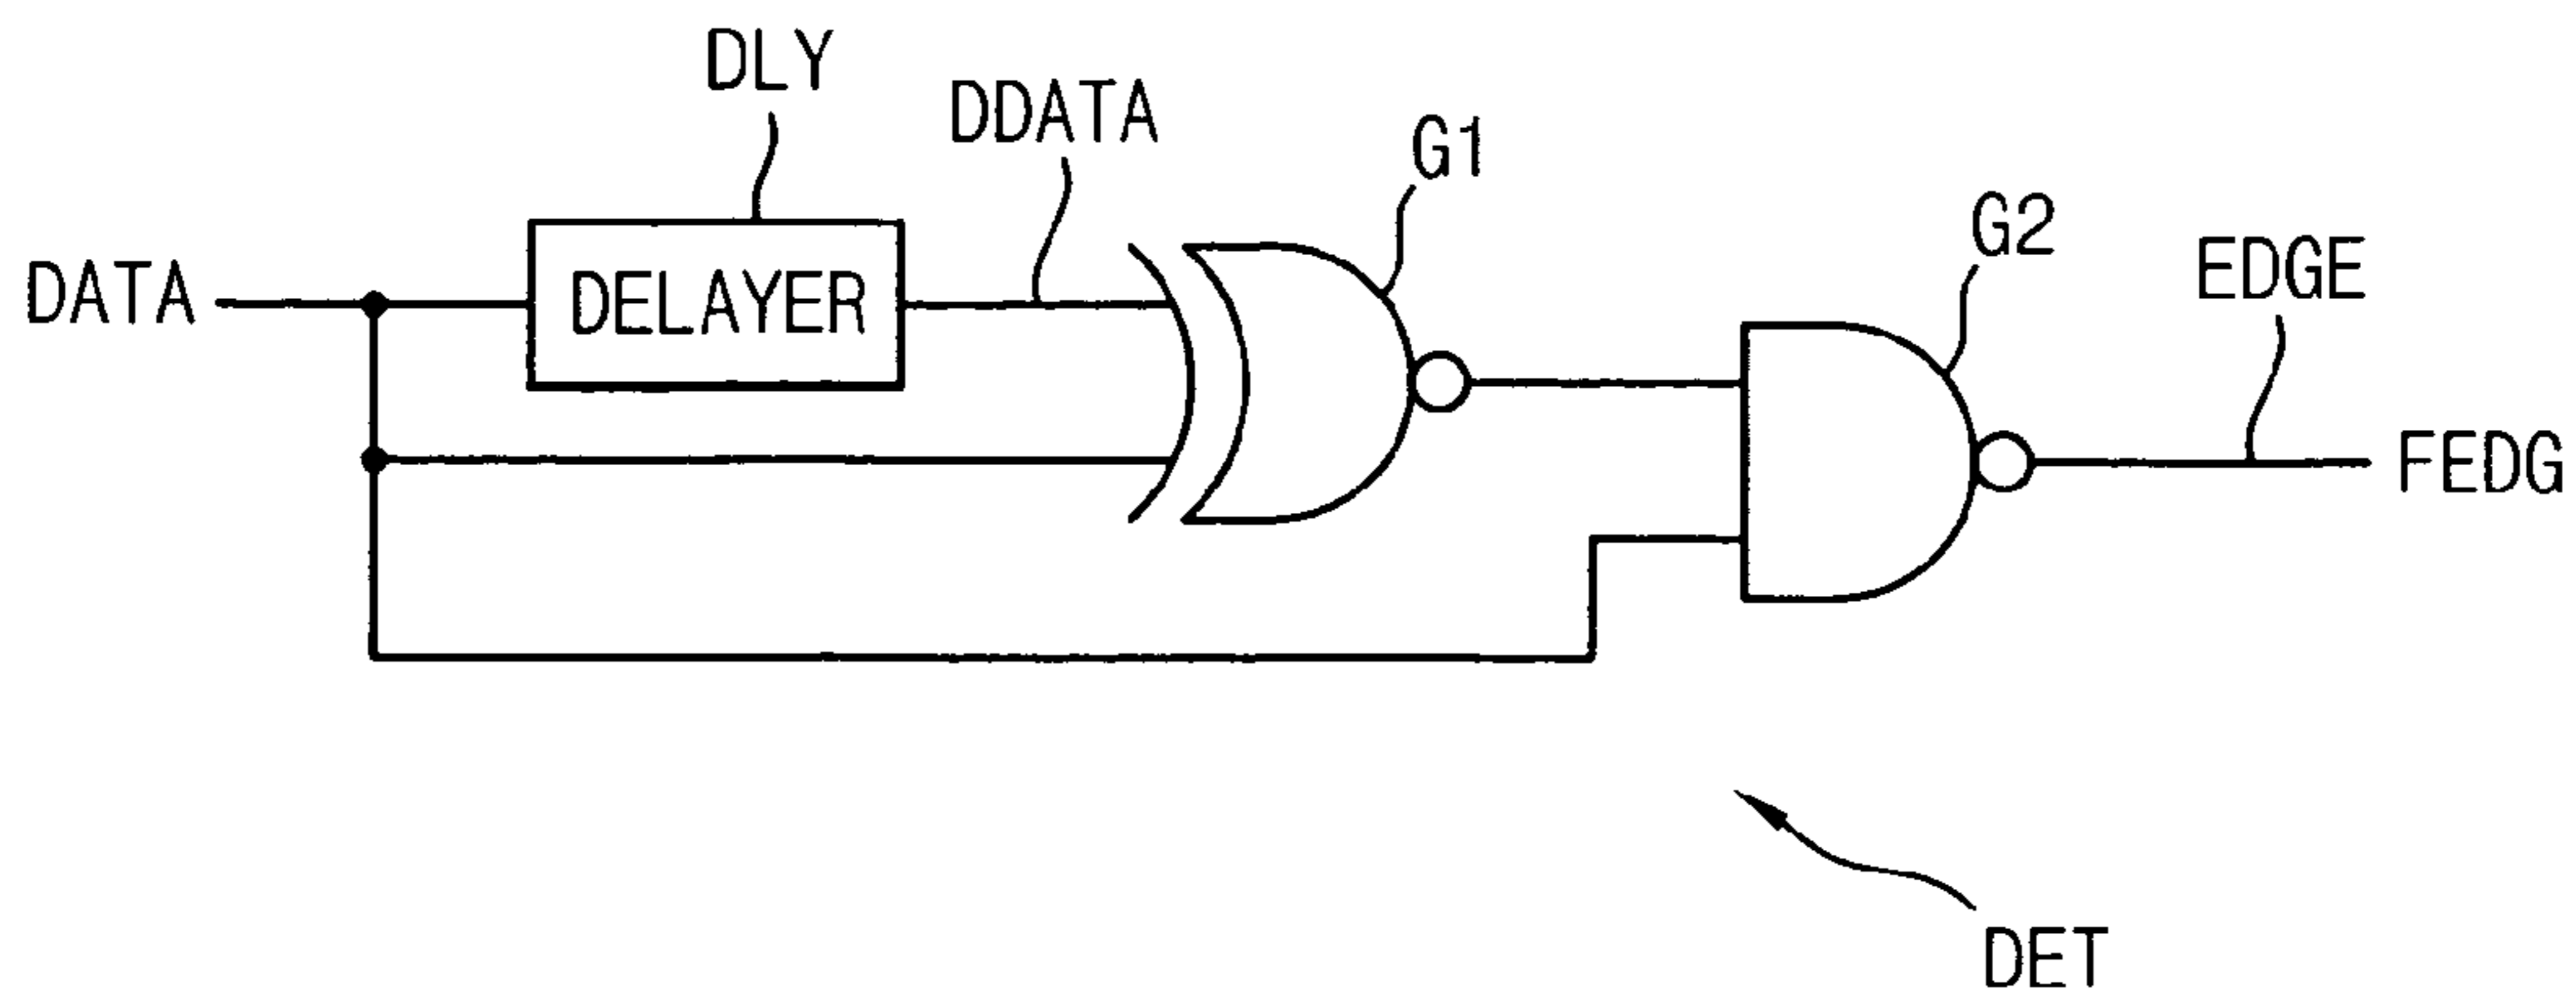 DLY
DDATA
G1
G2
EDGE
DATA
DELAYER
FEDG
DET